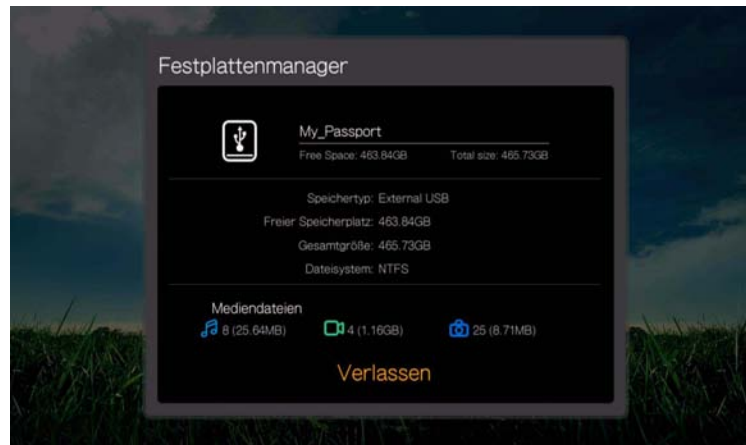 Festplattenmanager
My_Passport
Free Space: 463.84GB Total size: 465.73GB
Speichertyp: External USB
Freier Speicherplatz: 463.84GB
Gesamtgröße: 465.73GB
Dateisystem: NTFS
Mediendateien
8 (25.64MB) 4 (1.16GB) 25 (8.71MB)
Verlassen